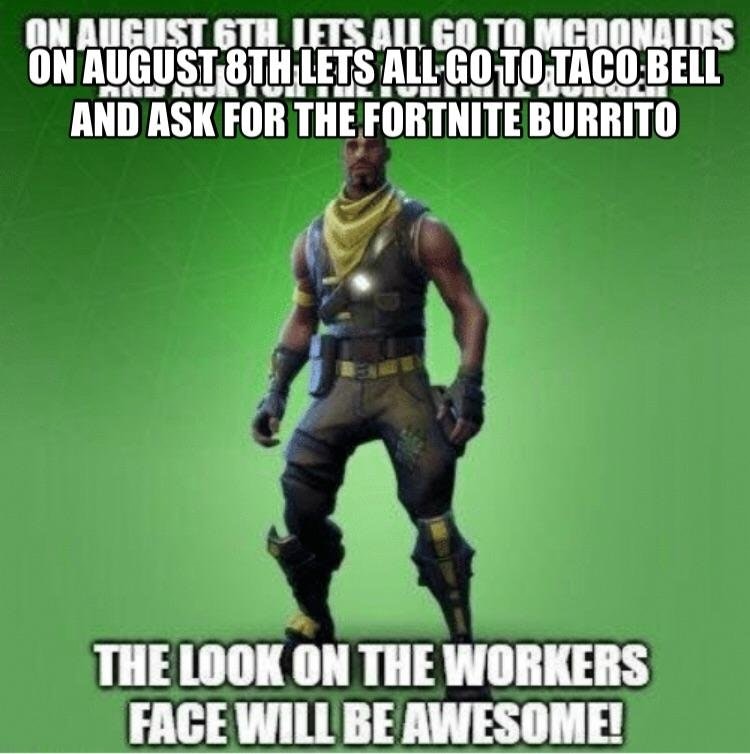 ON AUGUST 6TH LETS ALL GO TO MCDONALDS
ON AUGUST 8TH LETS ALL GO TO TACO BELL
AND ASK FOR THE FORTNITE BURRITO
THE LOOK ON THE WORKERS
FACE WILL BE AWESOME!